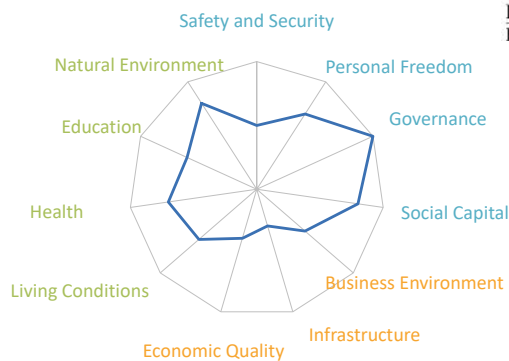 Safety and Security
Natural Environment
Personal Freedom
Education
Governance
Health
Social Capital
Living Conditions
Business Environment
Economic Quality
Infrastructure